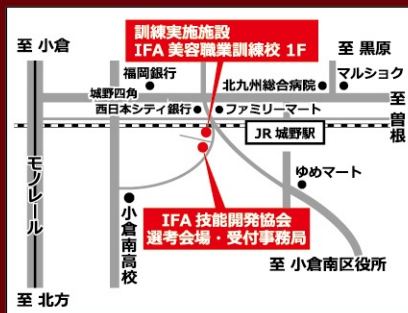 訓練実施施設
IFA 美容職業訓練校 1F
至 小倉
至 黒原
福岡銀行
北九州総合病院
マルショク
城野四角
至 曽根
西日本シティ銀行
ファミリーマート
JR 城野駅
モノレール
ゆめマート
小倉南高校
IFA 技能開発協会
選考会場・受付事務局
至 小倉南区役所
至 北方